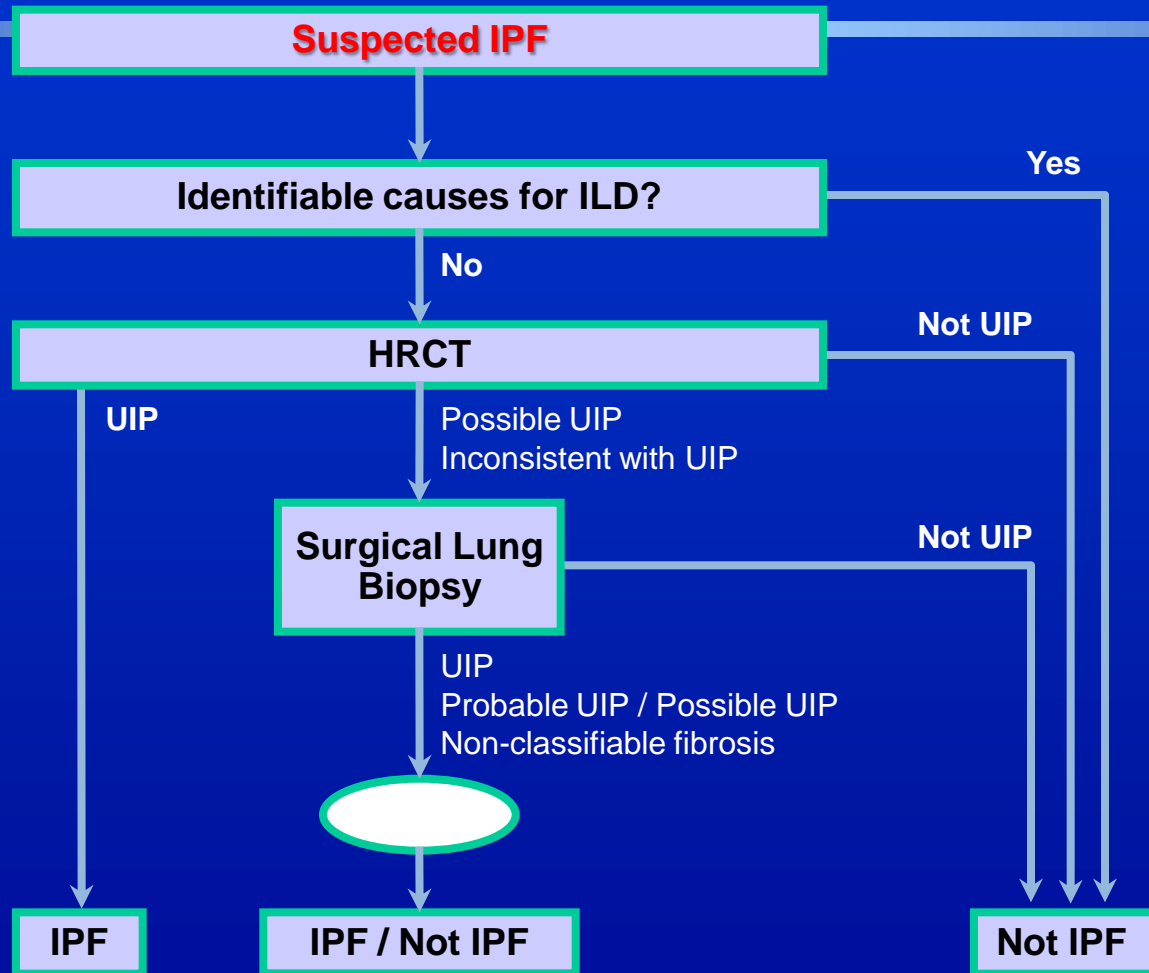 Suspected IPF
Yes
Identifiable causes for ILD?
No
Not UIP
HRCT
UIP
Possible UIP
Inconsistent with UIP
Surgical Lung
Biopsy
Not UIP
UIP
Probable UIP / Possible UIP
Non-classifiable fibrosis
IPF
IPF / Not IPF
Not IPF